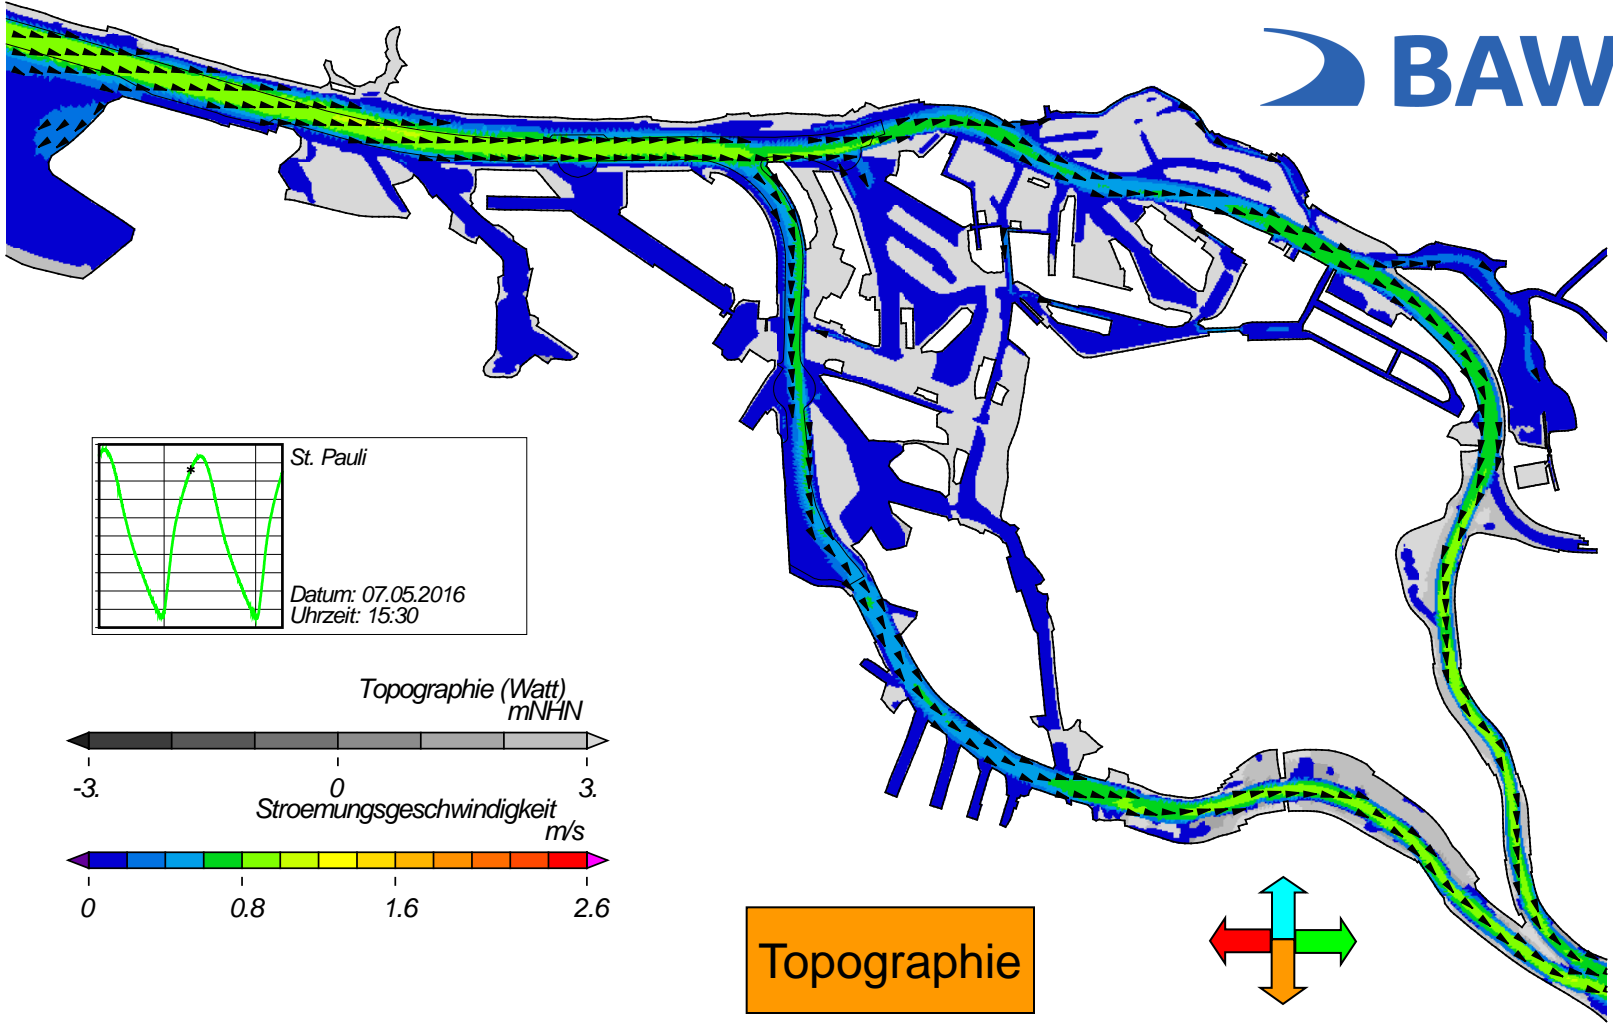 BAW
St. Pauli
Datum: 07.05.2016
Uhrzeit: 15:30
Topographie (Watt)
mNHN
-3. 0 3.
Stroemungsgeschwindigkeit
m/s
0 0.8 1.6 2.6
Topographie